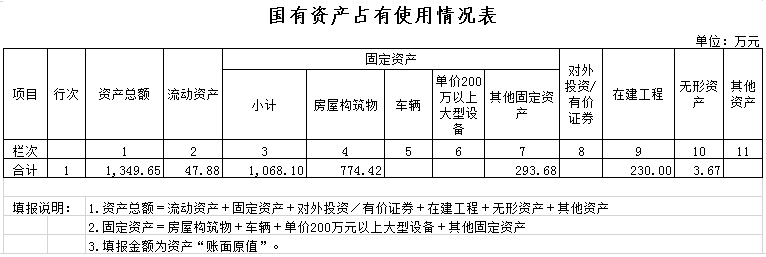 国有资产占有使用情况表
单位：万元
项目 行次 资产总额 流动资产 固定资产 对外投资/有价证券 在建工程 无形资产 其他资产
小计 房屋构筑物 车辆 单价200万以上大型设备 其他固定资产
栏次 1 2 3 4 5 6 7 8 9 10 11
合计 1 1,349.65 47.88 1,068.10 774.42 293.68 230.00 3.67
填报说明： 1.资产总额＝流动资产＋固定资产＋对外投资／有价证券＋在建工程＋无形资产＋其他资产
2.固定资产＝房屋构筑物＋车辆＋单价200万元以上大型设备＋其他固定资产
3.填报金额为资产“账面原值”。